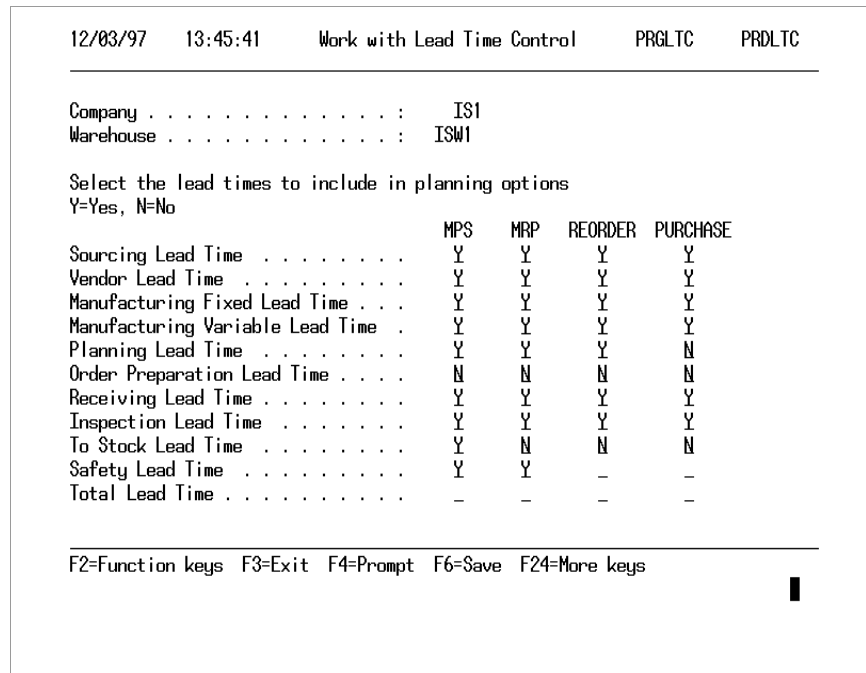 12/03/97 13:45:41 Work with Lead Time Control PRGLTC PRDLTC
Company . . . . . . . . . . . . . . : IS1
Warehouse . . . . . . . . . . . . . : ISW1
Select the lead times to include in planning options
Y=Yes, N=No
MPS MRP REORDER PURCHASE
Sourcing Lead Time . . . . . . . . Y Y Y Y
Vendor Lead Time . . . . . . . . . Y Y Y Y
Manufacturing Fixed Lead Time . . . Y Y Y Y
Manufacturing Variable Lead Time . Y Y Y Y
Planning Lead Time . . . . . . . . Y Y Y N
Order Preparation Lead Time . . . . N N N N
Receiving Lead Time . . . . . . . . Y Y Y Y
Inspection Lead Time . . . . . . . Y Y Y Y
To Stock Lead Time . . . . . . . . Y N N N
Safety Lead Time . . . . . . . . . Y Y _ _
Total Lead Time . . . . . . . . . . _ _ _ _
F2=Function keys F3=Exit F4=Prompt F6=Save F24=More keys